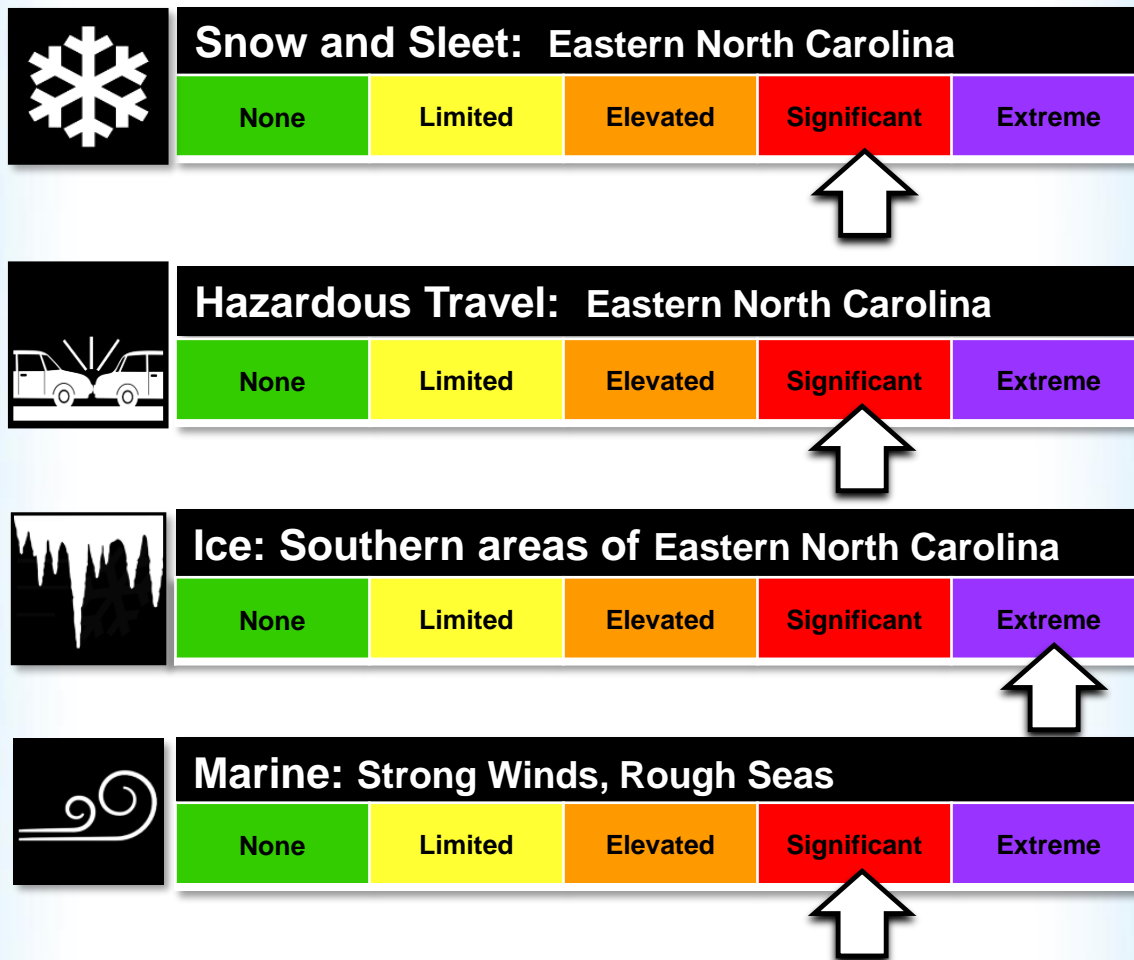 Snow and Sleet: Eastern North Carolina
None Limited Elevated Significant Extreme
Hazardous Travel: Eastern North Carolina
None Limited Elevated Significant Extreme
Ice: Southern areas of Eastern North Carolina
None Limited Elevated Significant Extreme
Marine: Strong Winds, Rough Seas
None Limited Elevated Significant Extreme